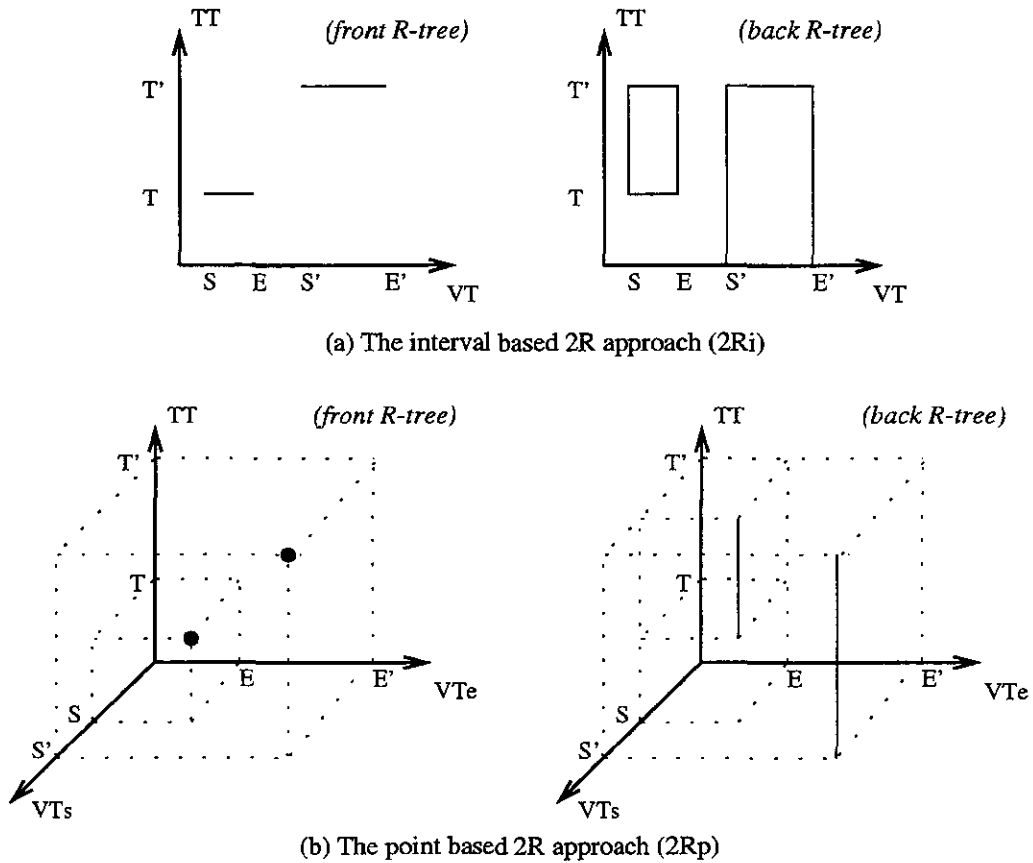 TT (front R-tree) TT (back R-tree)
T' T'
T T
S E S' E' S E S' E'
VT VT
(a) The interval based 2R approach (2Ri)
TT (front R-tree) TT (back R-tree)
T' T'
T T
E E' E E'
VTe VTe
S S
S' S'
VTs VTs
(b) The point based 2R approach (2Rp)